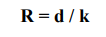 R = d / k